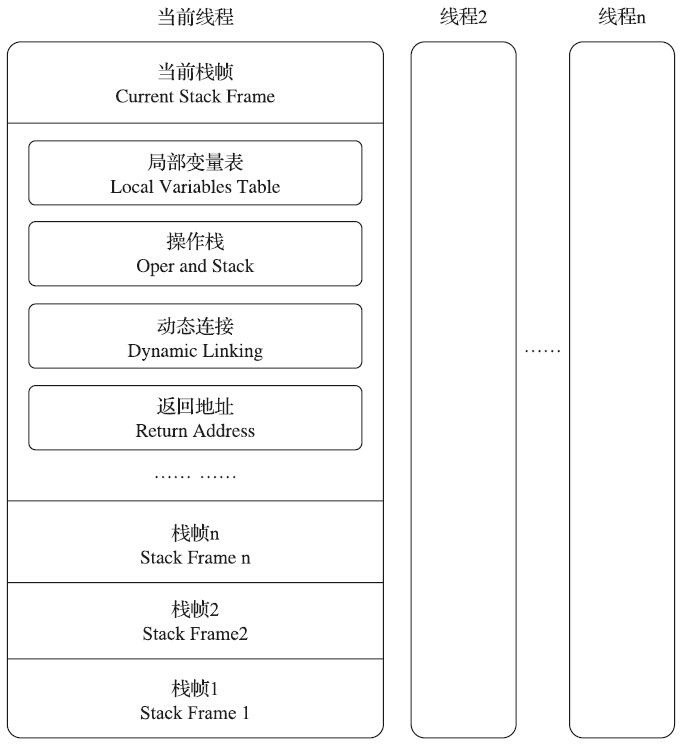 当前线程
线程2
线程n
当前栈帧
Current Stack Frame
局部变量表
Local Variables Table
操作栈
Oper and Stack
动态连接
Dynamic Linking
返回地址
Return Address
…… ……
……
栈帧n
Stack Frame n
栈帧2
Stack Frame2
栈帧1
Stack Frame 1